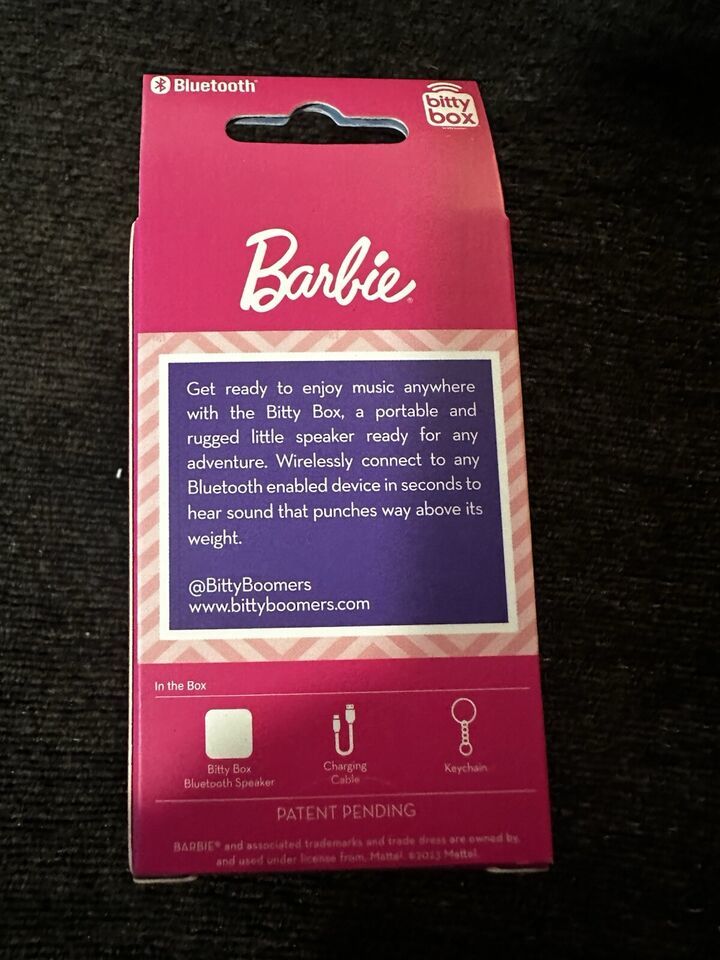 Bluetooth®
bitty
box
Barbie®
Get ready to enjoy music anywhere
with the Bitty Box, a portable and
rugged little speaker ready for any
adventure. Wirelessly connect to any
Bluetooth enabled device in seconds to
hear sound that punches way above its
weight.
@BittyBoomers
www.bittyboomers.com
In the Box
Bitty Box
Bluetooth Speaker
Charging
Cable
Keychain
PATENT PENDING
BARBIE® and associated trademarks and trade dress are owned by,
and used under license from, Mattel. ©2023 Mattel